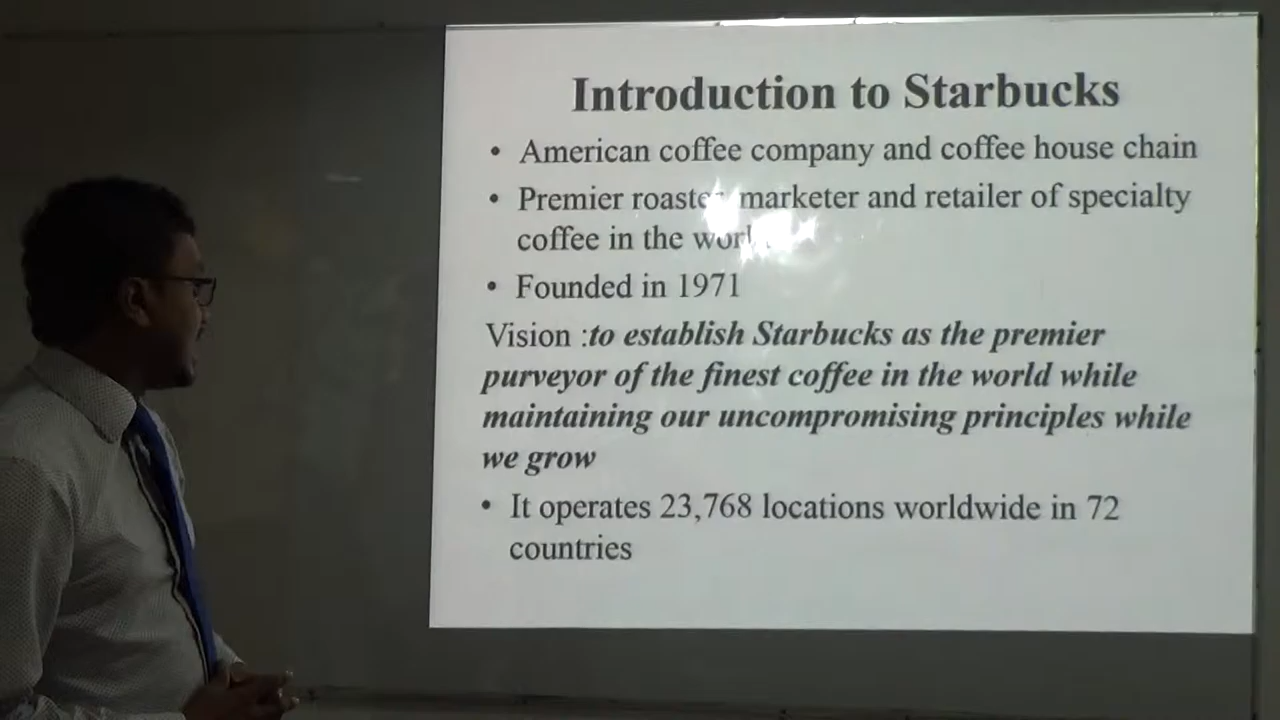 Introduction to Starbucks
• American coffee company and coffee house chain
• Premier roaster, marketer and retailer of specialty
coffee in the
• Founded in 1971
Vision :to establish Starbucks as the premier
purveyor of the finest coffee in the world while
maintaining our uncompromising principles while
we grow
• It operates 23,768 locations worldwide in 72
countries